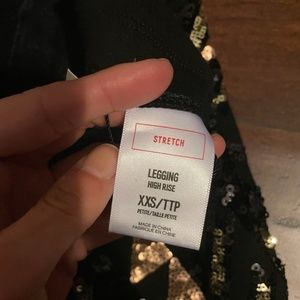 STRETCH
LEGGING
HIGH RISE
XXS/TTP
PETITE/TAILLE PETITE
MADE IN CHINA
FABRIQUÉ EN CHINE